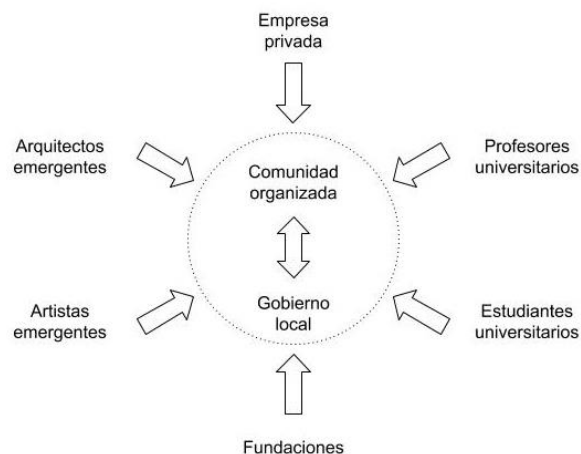 Empresa
privada
Arquitectos
emergentes
Profesores
universitarios
Comunidad
organizada
Artistas
emergentes
Gobierno
local
Estudiantes
universitarios
Fundaciones